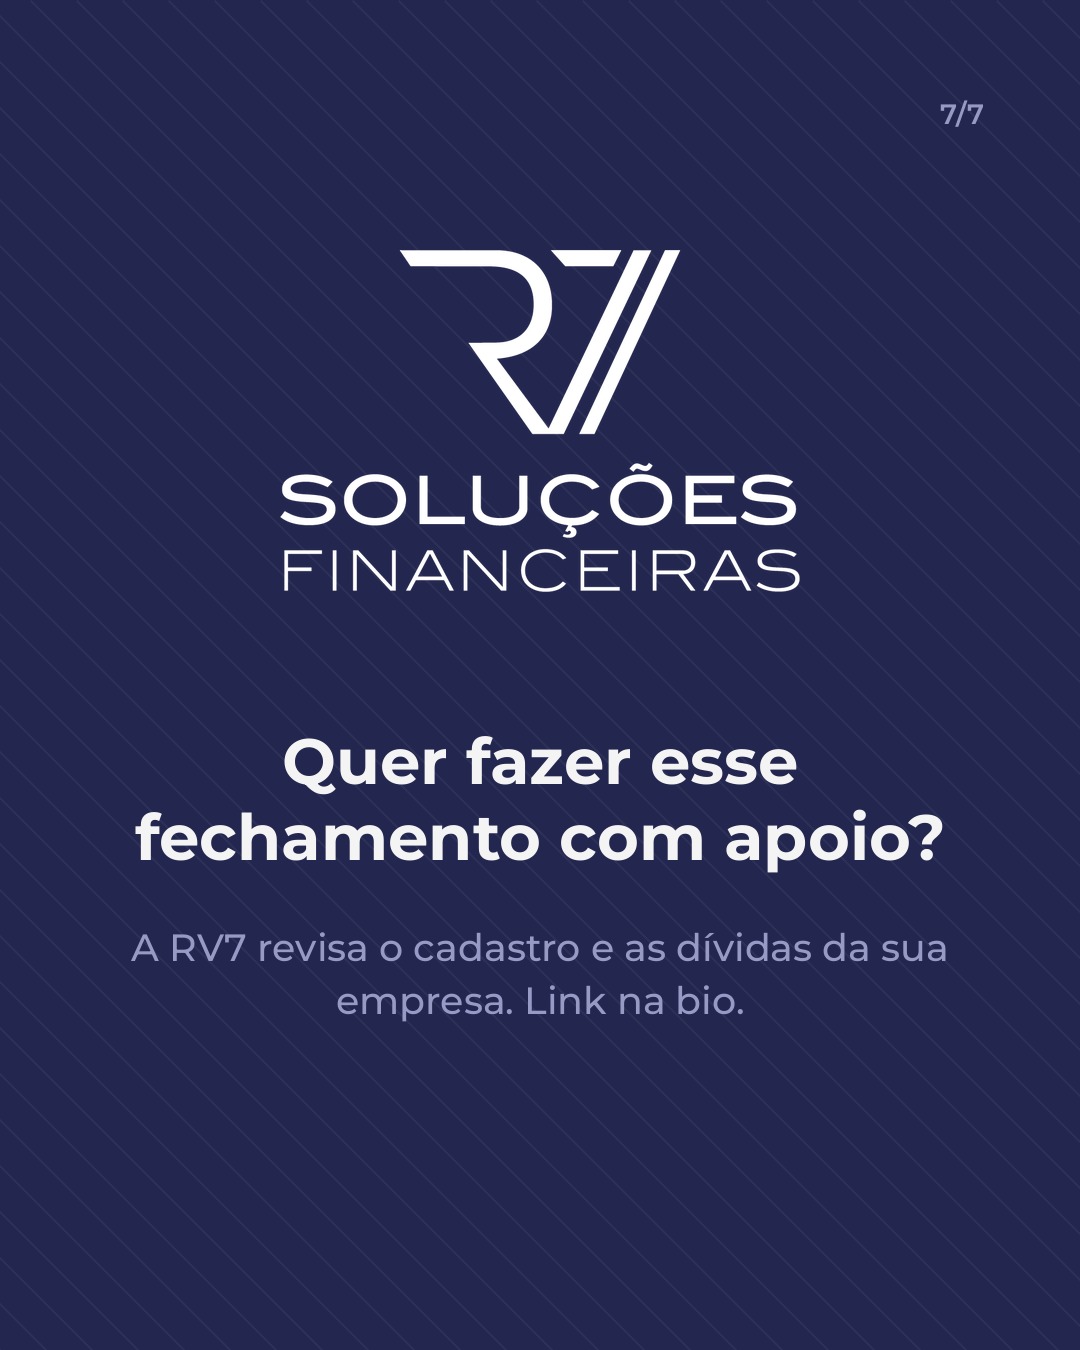 7/7
RV7
SOLUÇÕES
FINANCEIRAS
Quer fazer esse
fechamento com apoio?
A RV7 revisa o cadastro e as dívidas da sua
empresa. Link na bio.